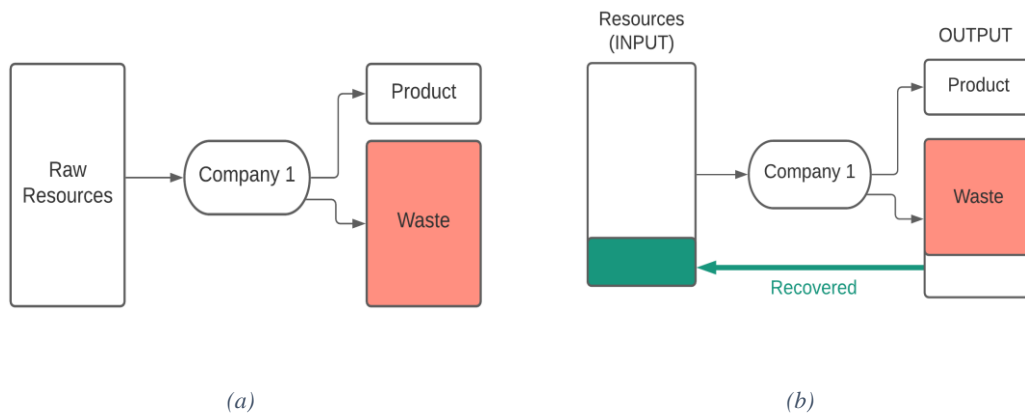 Raw
Resources
Company 1
Product
Waste
(a)
Resources
(INPUT)
Company 1
OUTPUT
Product
Waste
Recovered
(b)